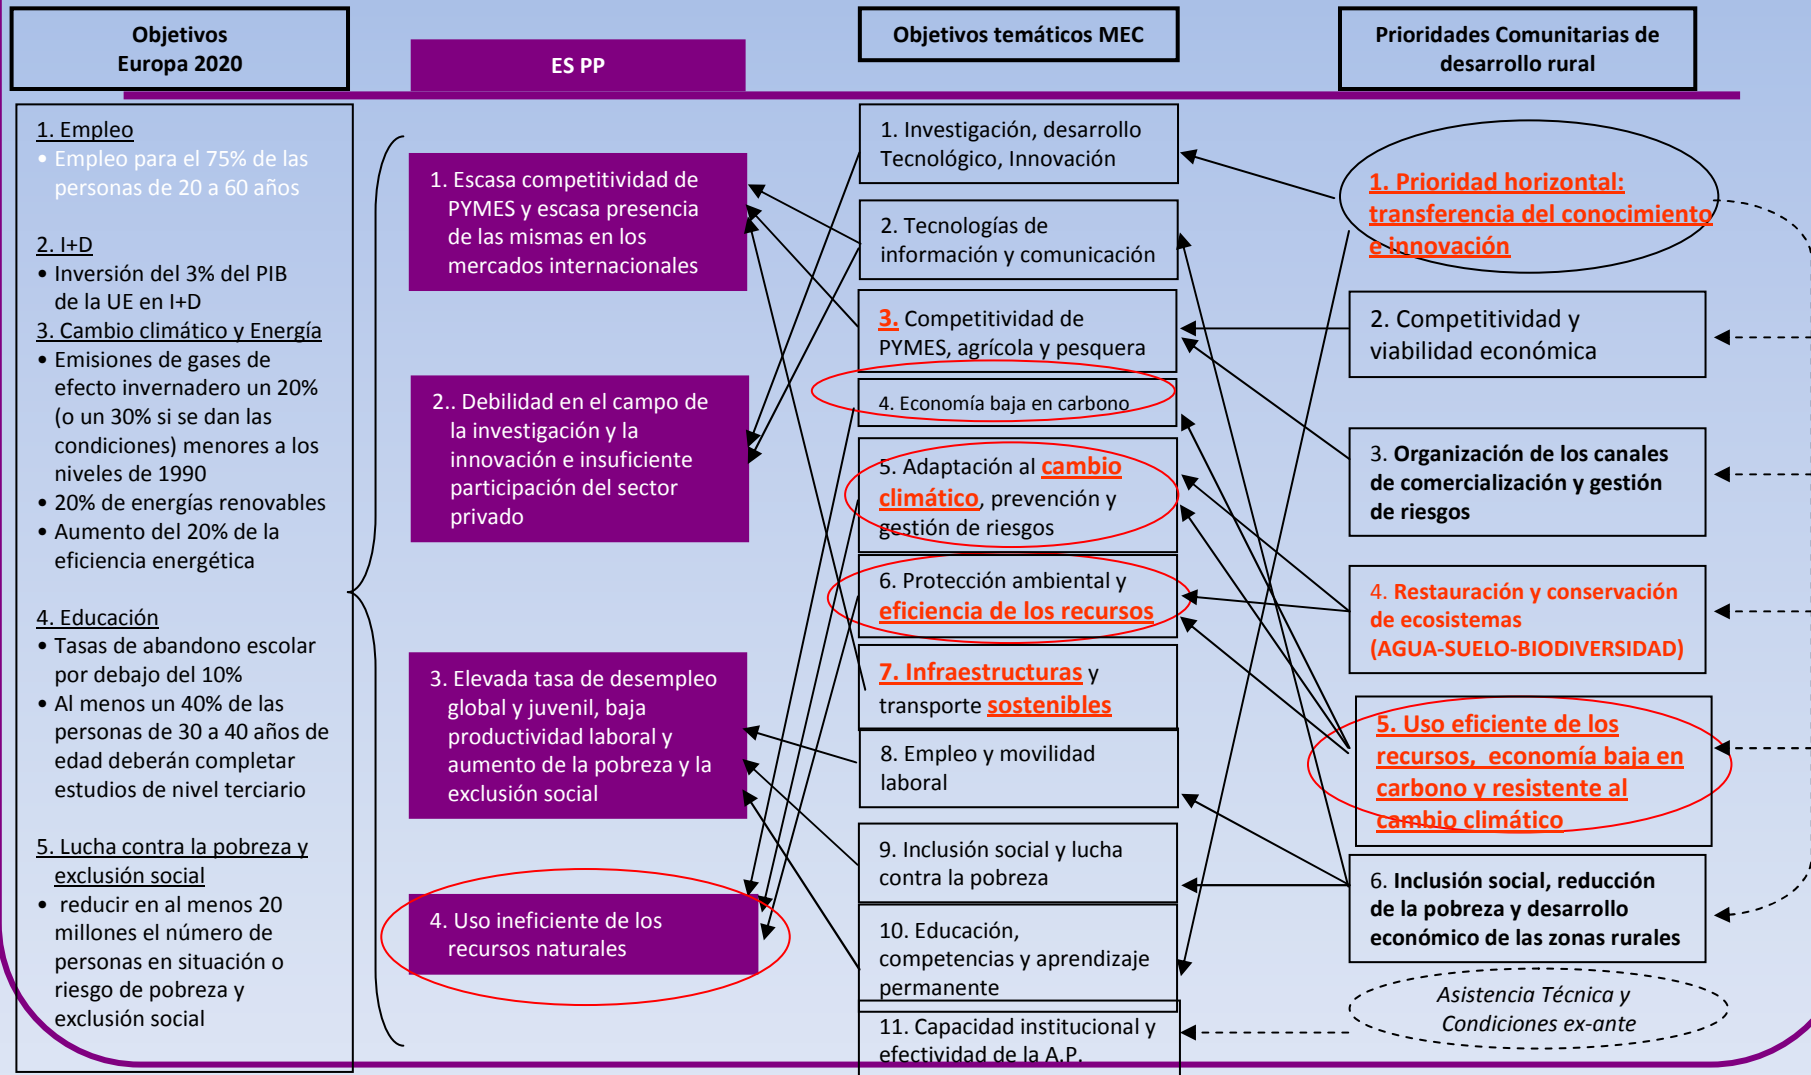 Objetivos
Europa 2020
ES PP
Objetivos temáticos MEC
Prioridades Comunitarias de
desarrollo rural
1. Empleo
• Empleo para el 75% de las
personas de 20 a 60 años
2. I+D
• Inversión del 3% del PIB
de la UE en I+D
3. Cambio climático y Energía
• Emisiones de gases de
efecto invernadero un 20%
(o un 30% si se dan las
condiciones) menores a los
niveles de 1990
• 20% de energías renovables
• Aumento del 20% de la
eficiencia energética
4. Educación
• Tasas de abandono escolar
por debajo del 10%
• Al menos un 40% de las
personas de 30 a 40 años de
edad deberán completar
estudios de nivel terciario
5. Lucha contra la pobreza y
exclusión social
• reducir en al menos 20
millones el número de
personas en situación o
riesgo de pobreza y
exclusión social
1. Escasa competitividad de
PYMES y escasa presencia
de las mismas en los
mercados internacionales
2.. Debilidad en el campo de
la investigación y la
innovación e insuficiente
participación del sector
privado
3. Elevada tasa de desempleo
global y juvenil, baja
productividad laboral y
aumento de la pobreza y la
exclusión social
4. Uso ineficiente de los
recursos naturales
1. Investigación, desarrollo
Tecnológico, Innovación
2. Tecnologías de
información y comunicación
3. Competitividad de
PYMES, agrícola y pesquera
4. Economía baja en carbono
5. Adaptación al cambio
climático, prevención y
gestión de riesgos
6. Protección ambiental y
eficiencia de los recursos
7. Infraestructuras y
transporte sostenibles
8. Empleo y movilidad
laboral
9. Inclusión social y lucha
contra la pobreza
10. Educación,
competencias y aprendizaje
permanente
11. Capacidad institucional y
efectividad de la A.P.
1. Prioridad horizontal:
transferencia del conocimiento
e innovación
2. Competitividad y
viabilidad económica
3. Organización de los canales
de comercialización y gestión
de riesgos
4. Restauración y conservación
de ecosistemas
(AGUA-SUELO-BIODIVERSIDAD)
5. Uso eficiente de los
recursos, economía baja en
carbono y resistente al
cambio climático
6. Inclusión social, reducción
de la pobreza y desarrollo
económico de las zonas rurales
Asistencia Técnica y
Condiciones ex-ante